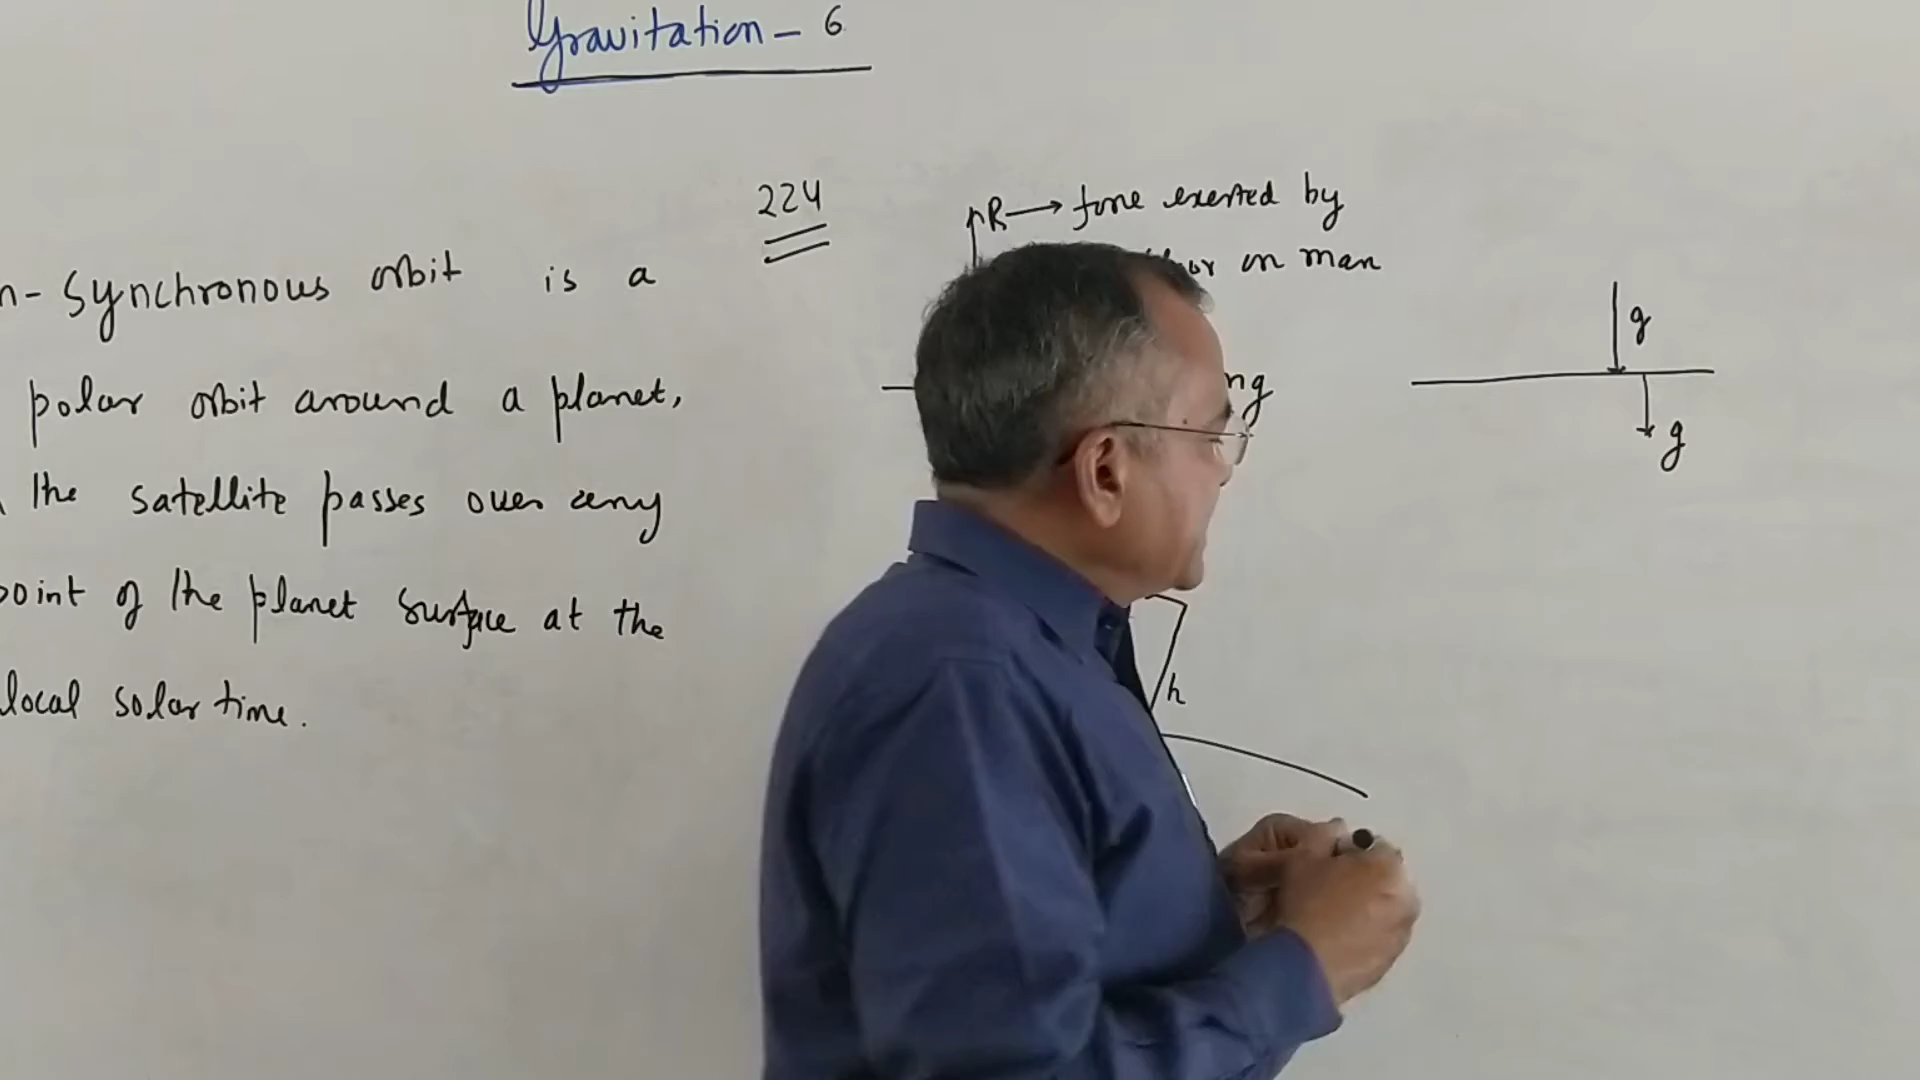 Gravitation - 6
n - Synchronous orbit is a
polar orbit around a planet,
the satellite passes over any
point of the planet surface at the
local solar time.
224
R → force exerted by
on man
ng
h
g
g